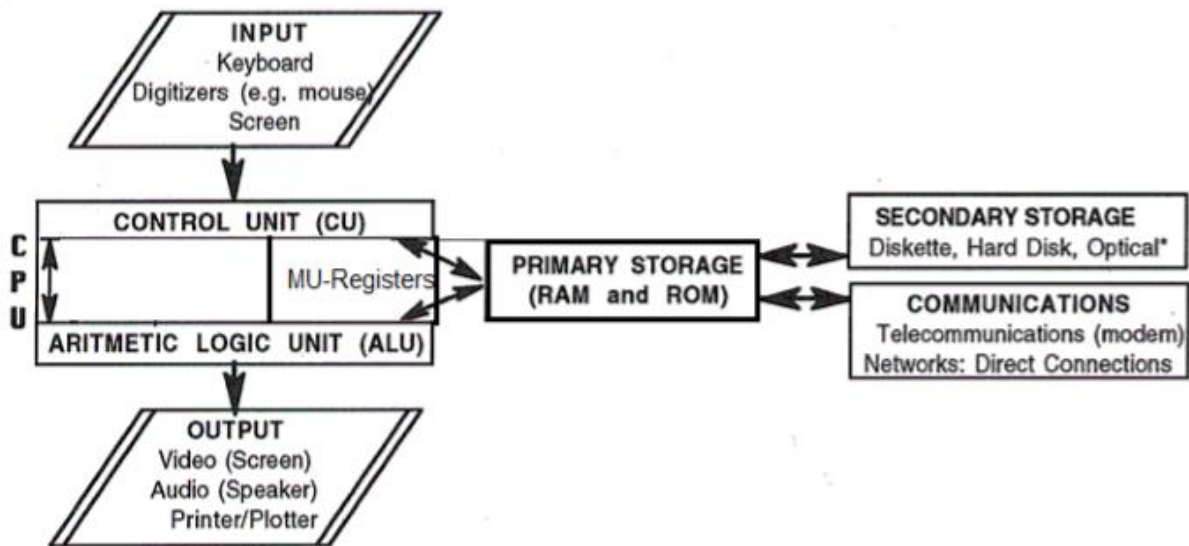 INPUT
Keyboard
Digitizers (e.g. mouse)
Screen
CONTROL UNIT (CU)
C
P
U
MU-Registers
ARITMETIC LOGIC UNIT (ALU)
PRIMARY STORAGE
(RAM and ROM)
SECONDARY STORAGE
Diskette, Hard Disk, Optical*
COMMUNICATIONS
Telecommunications (modem)
Networks: Direct Connections
OUTPUT
Video (Screen)
Audio (Speaker)
Printer/Plotter